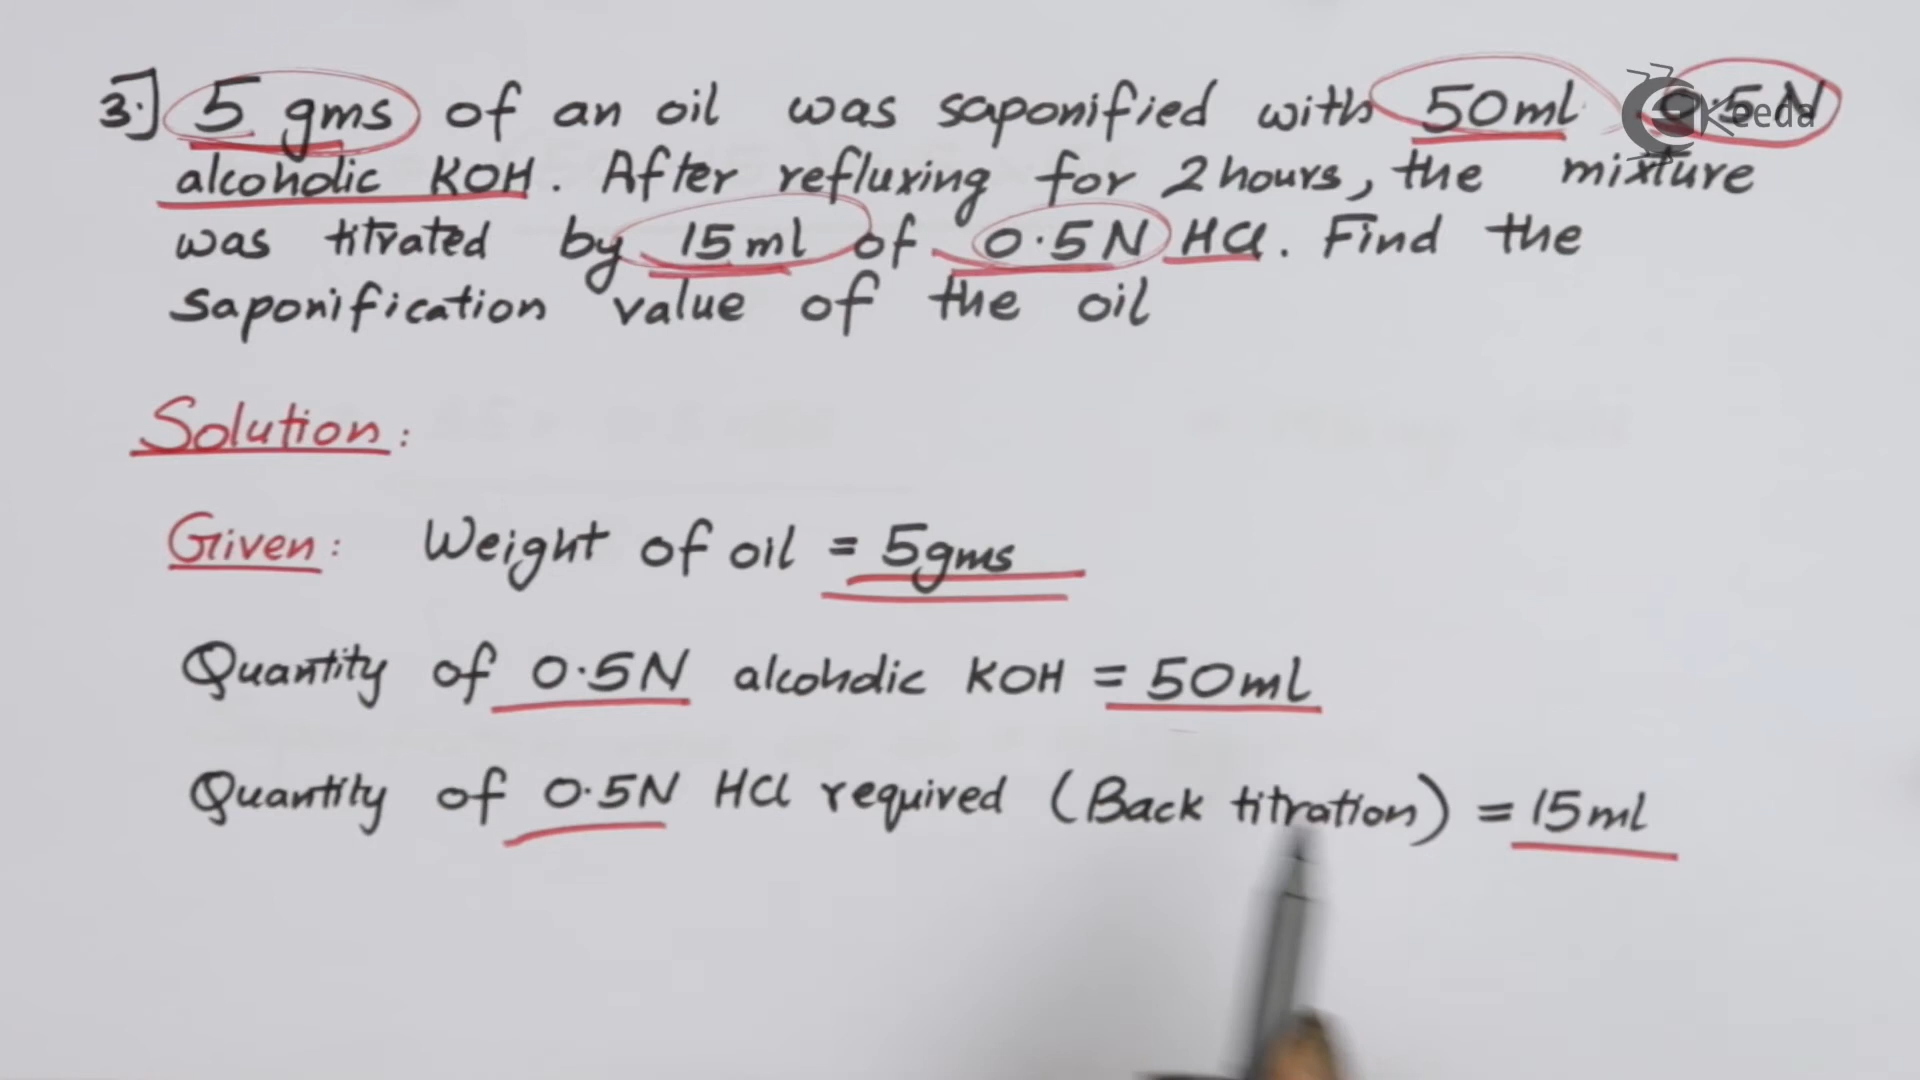 3.] 5 gms of an oil was saponified with 50ml 0.5N
alcoholic KOH. After refluxing for 2 hours, the mixture
was titrated by 15ml of 0.5N HCl. Find the
Saponification value of the oil
Solution:
Given: Weight of oil = 5gms
Quantity of 0.5N alcoholic KOH = 50ml
Quantity of 0.5N HCl required (Back titration) = 15ml
Keeda